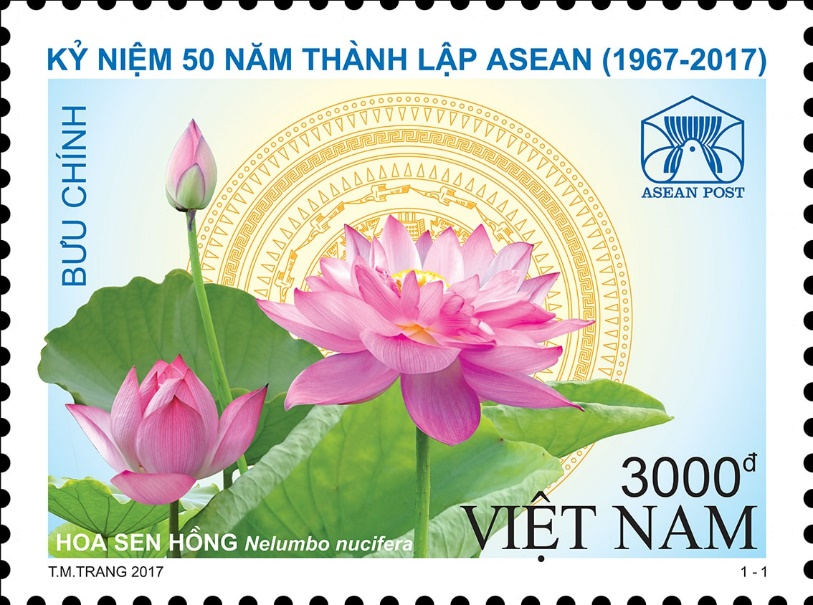 KỶ NIỆM 50 NĂM THÀNH LẬP ASEAN (1967-2017)
BƯU CHÍNH
ASEAN POST
3000đ
VIỆT NAM
HOA SEN HỒNG Nelumbo nucifera
T.M.TRANG 2017
1 - 1